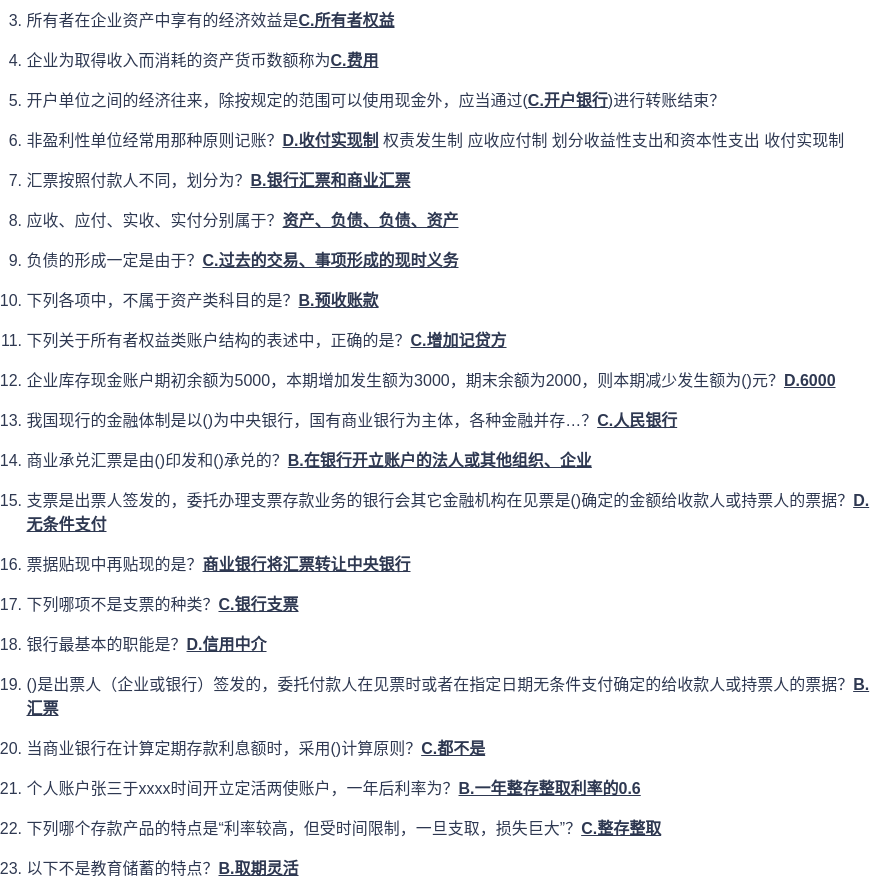 3. 所有者在企业资产中享有的经济效益是C.所有者权益
4. 企业为取得收入而消耗的资产货币数额称为C.费用
5. 开户单位之间的经济往来，除按规定的范围可以使用现金外，应当通过(C.开户银行)进行转账结束？
6. 非盈利性单位经常用那种原则记账？D.收付实现制 权责发生制 应收应付制 划分收益性支出和资本性支出 收付实现制
7. 汇票按照付款人不同，划分为？B.银行汇票和商业汇票
8. 应收、应付、实收、实付分别属于？资产、负债、负债、资产
9. 负债的形成一定是由于？C.过去的交易、事项形成的现时义务
10. 下列各项中，不属于资产类科目的是？B.预收账款
11. 下列关于所有者权益类账户结构的表述中，正确的是？C.增加记贷方
12. 企业库存现金账户期初余额为5000，本期增加发生额为3000，期末余额为2000，则本期减少发生额为()元？D.6000
13. 我国现行的金融体制是以()为中央银行，国有商业银行为主体，各种金融并存…？C.人民银行
14. 商业承兑汇票是由()印发和()承兑的？B.在银行开立账户的法人或其他组织、企业
15. 支票是出票人签发的，委托办理支票存款业务的银行会其它金融机构在见票是()确定的金额给收款人或持票人的票据？D.
无条件支付
16. 票据贴现中再贴现的是？商业银行将汇票转让中央银行
17. 下列哪项不是支票的种类？C.银行支票
18. 银行最基本的职能是？D.信用中介
19. ()是出票人（企业或银行）签发的，委托付款人在见票时或者在指定日期无条件支付确定的给收款人或持票人的票据？B.
汇票
20. 当商业银行在计算定期存款利息额时，采用()计算原则？C.都不是
21. 个人账户张三于xxxx时间开立定活两使账户，一年后利率为？B.一年整存整取利率的0.6
22. 下列哪个存款产品的特点是“利率较高，但受时间限制，一旦支取，损失巨大”？C.整存整取
23. 以下不是教育储蓄的特点？B.取期灵活